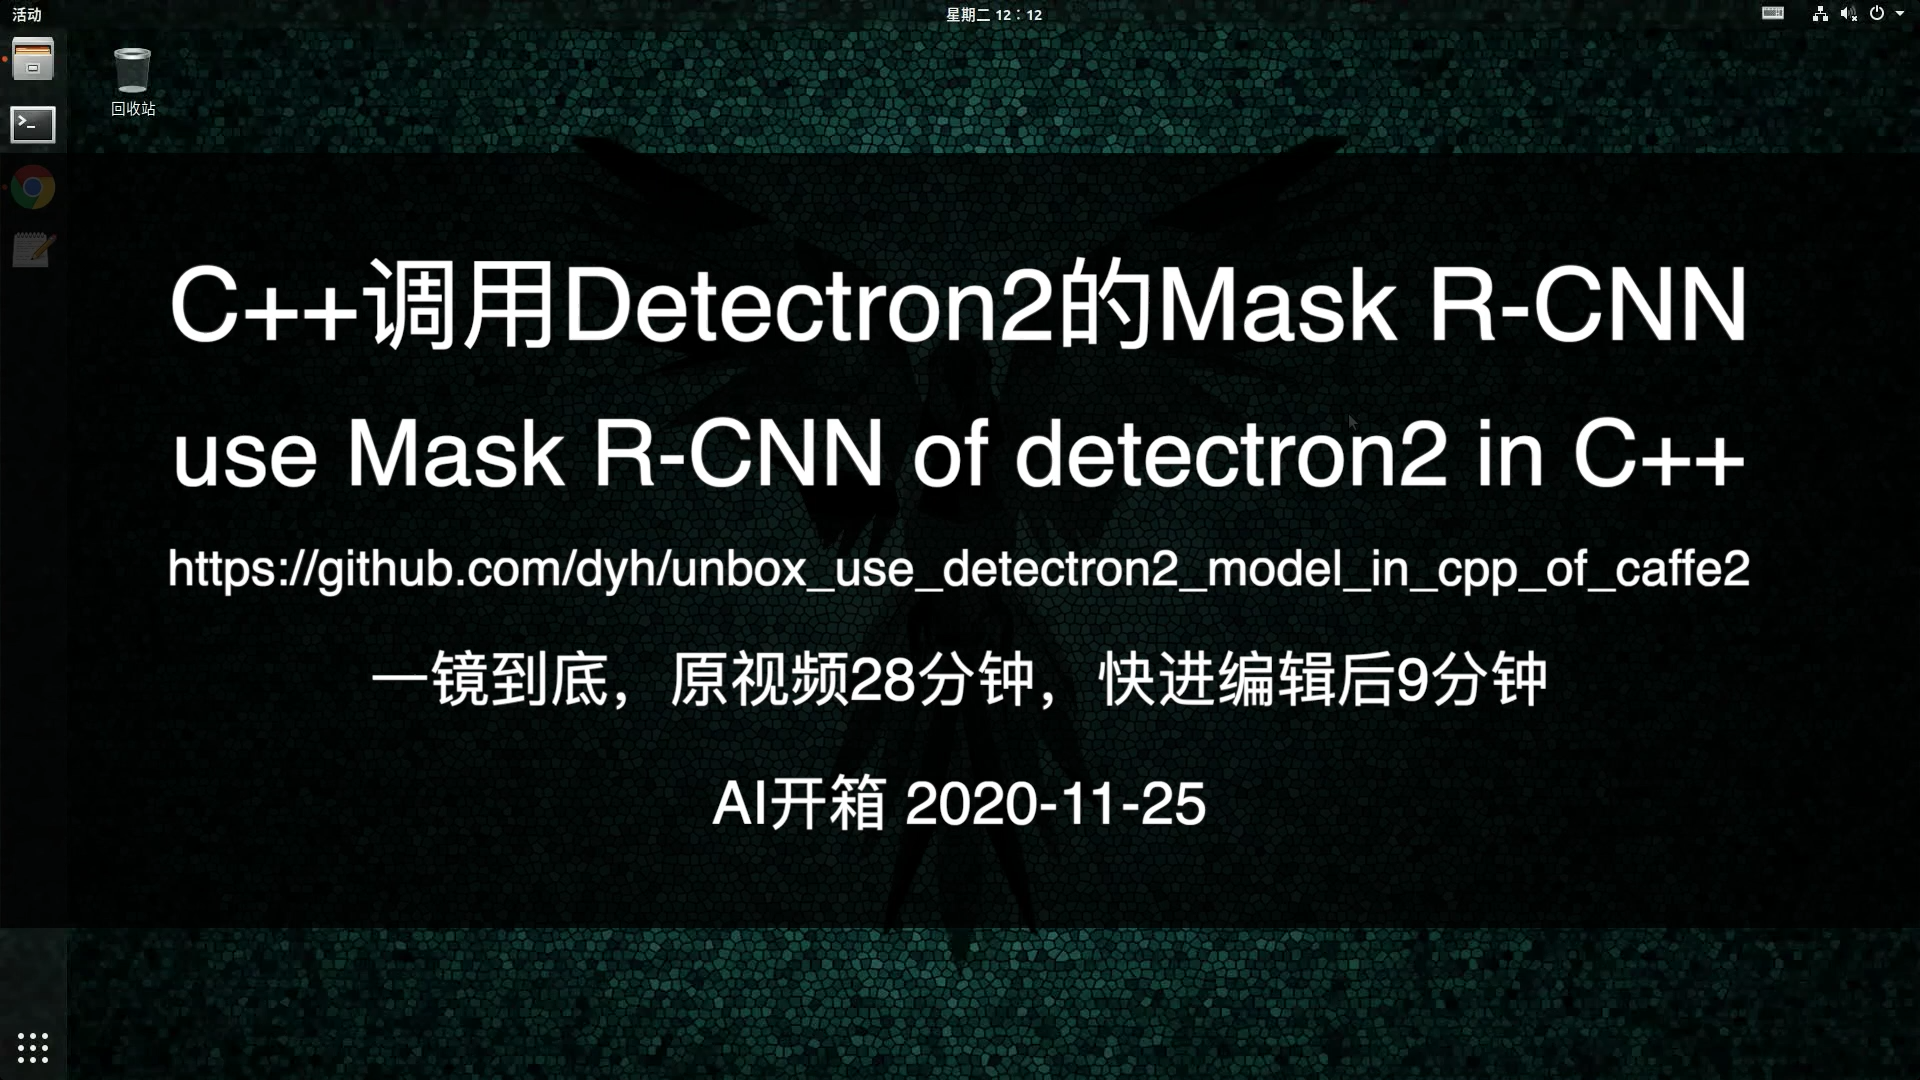 活动
星期二 12：12
回收站
C++调用Detectron2的Mask R-CNN
use Mask R-CNN of detectron2 in C++
https://github.com/dyh/unbox_use_detectron2_model_in_cpp_of_caffe2
一镜到底，原视频28分钟，快进编辑后9分钟
AI开箱 2020-11-25